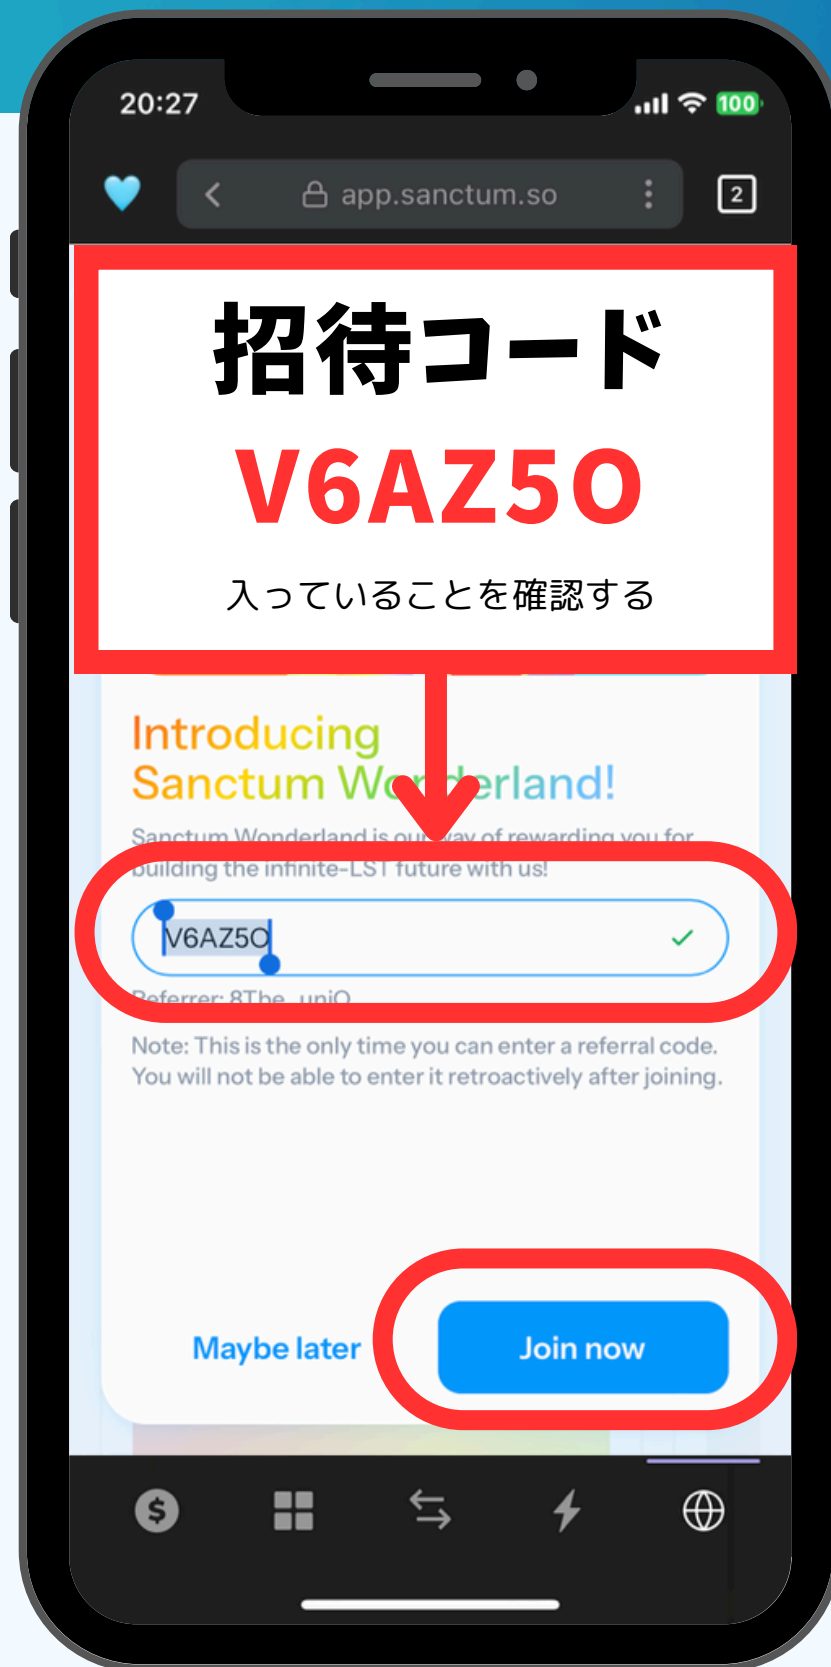 20:27
100
app.sanctum.so
2
招待コード
V6AZ5O
入っていることを確認する
Introducing
Sanctum Wonderland!
Sanctum Wonderland is our way of rewarding you for
building the infinite-LST future with us!
V6AZ5O
Referrer: 8The_uniO
Note: This is the only time you can enter a referral code.
You will not be able to enter it retroactively after joining.
Maybe later
Join now